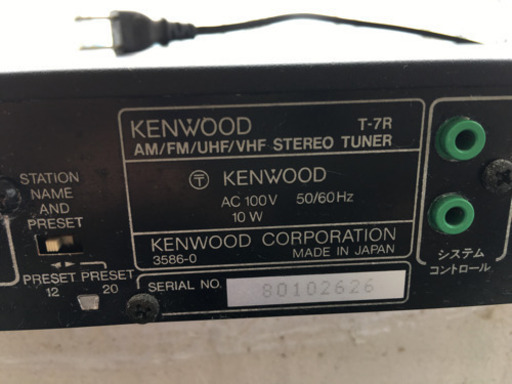 KENWOOD T-7R
AM/FM/UHF/VHF STEREO TUNER
T KENWOOD
AC 100V 50/60Hz
10 W
KENWOOD CORPORATION
3586-0 MADE IN JAPAN
SERIAL NO. 80102626
STATION
NAME
AND
PRESET
PRESET PRESET
12 20
システム
コントロール